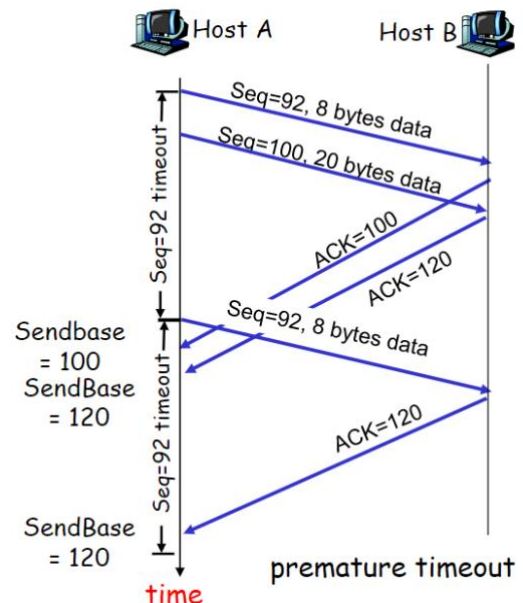 Host A
Host B
Seq=92, 8 bytes data
Seq=100, 20 bytes data
Seq=92 timeout
ACK=100
ACK=120
Seq=92, 8 bytes data
Sendbase
= 100
SendBase
= 120
Seq=92 timeout
ACK=120
SendBase
= 120
premature timeout
time